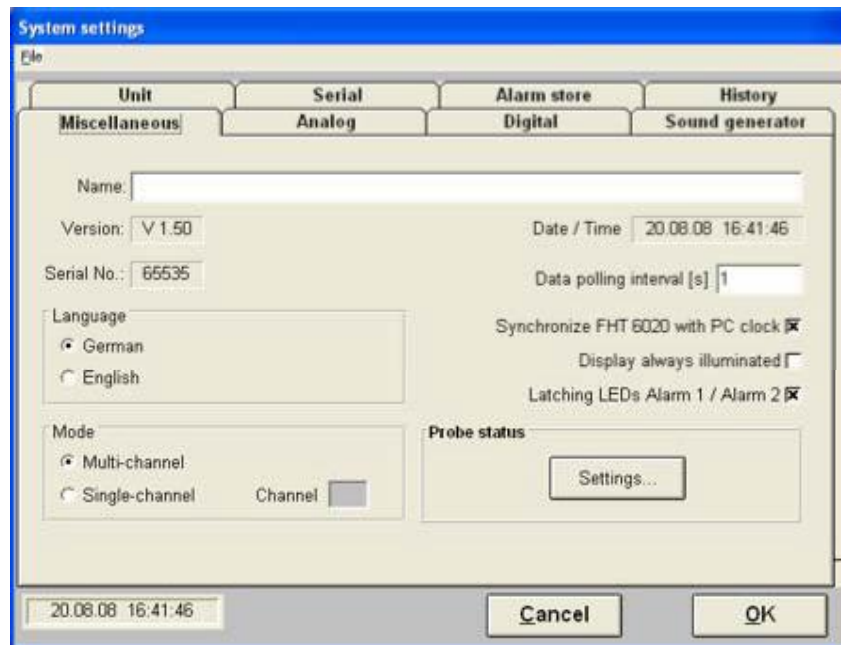 System settings
File
Unit Serial Alarm store History
Miscellaneous Analog Digital Sound generator
Name:
Version: V 1.50 Date / Time 20.08.08 16:41:46
Serial No.: 65535 Data polling interval [s] 1
Language
German
English
Synchronize FHT 6020 with PC clock
Display always illuminated
Latching LEDs Alarm 1 / Alarm 2
Mode
Multi-channel
Single-channel Channel
Probe status
Settings...
20.08.08 16:41:46 Cancel OK